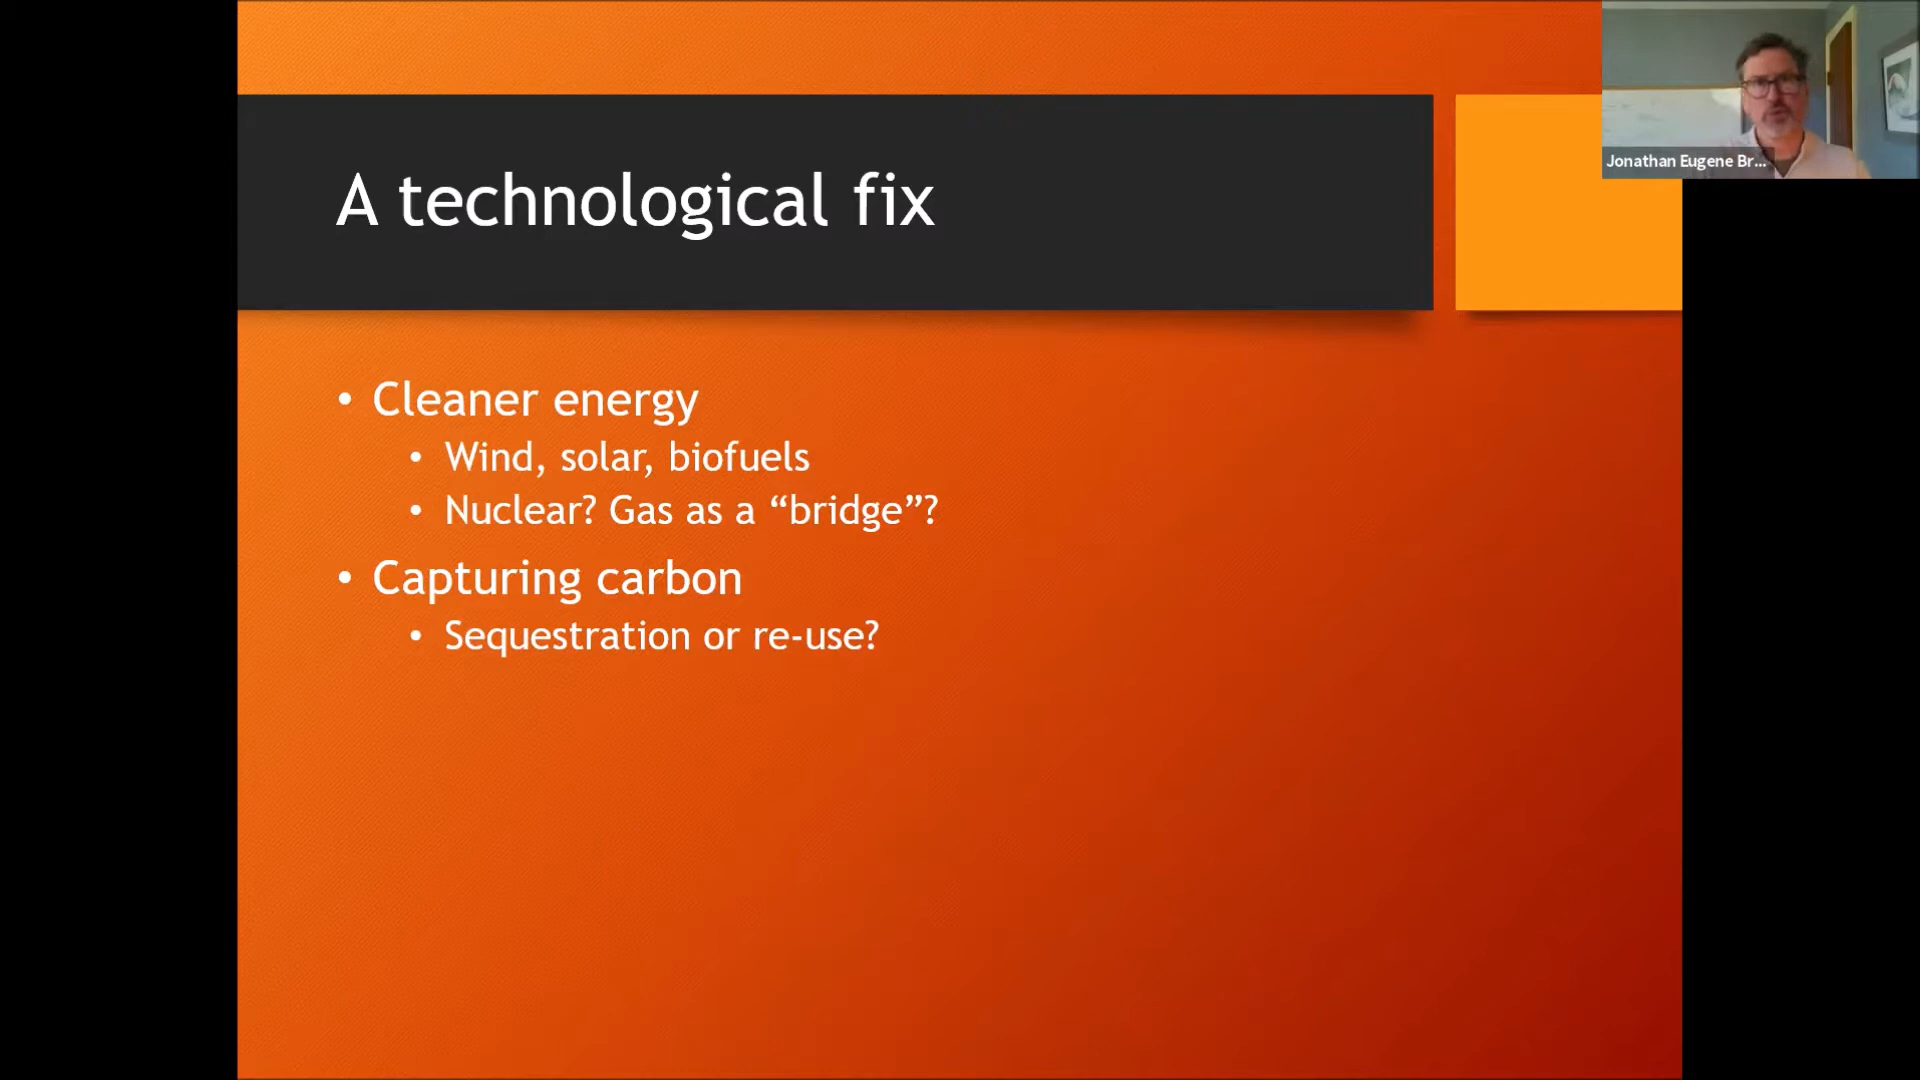 Jonathan Eugene Br...
A technological fix
• Cleaner energy
• Wind, solar, biofuels
• Nuclear? Gas as a “bridge”?
• Capturing carbon
• Sequestration or re-use?